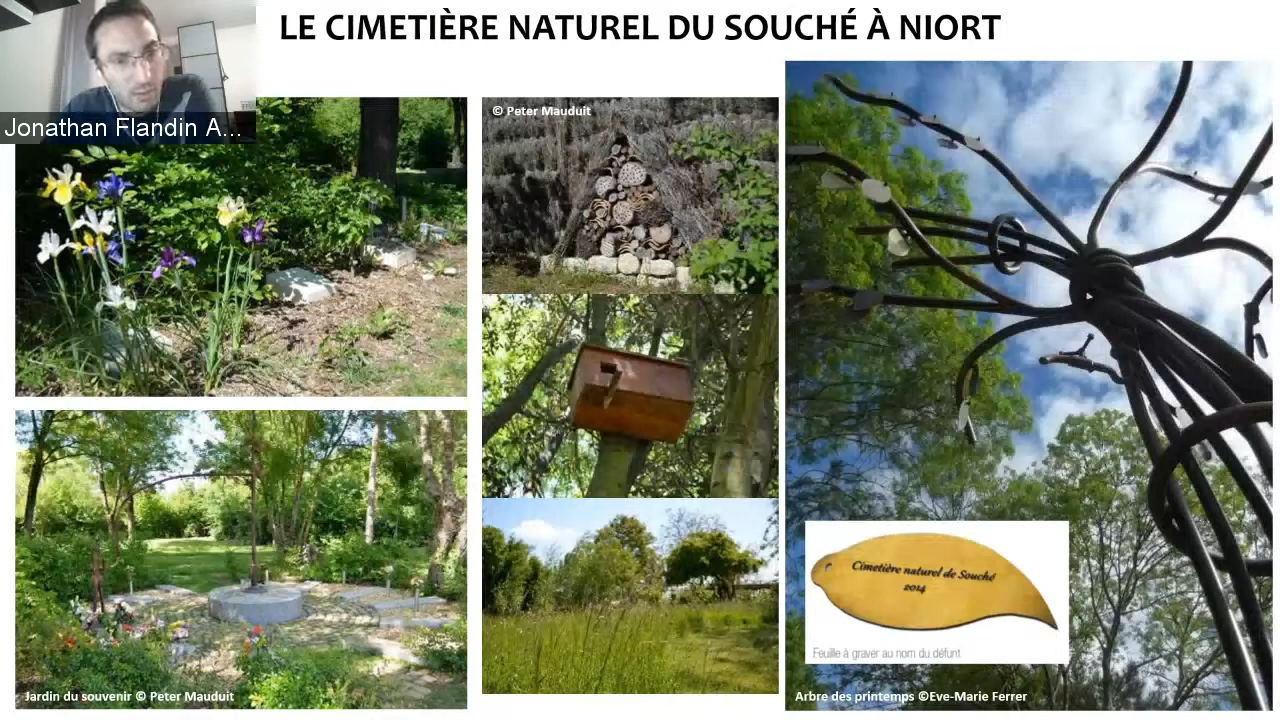 LE CIMETIÈRE NATUREL DU SOUCHÉ À NIORT
Jonathan Flandin A...
© Peter Mauduit
Cimetière naturel de Souché
2014
Feuille à graver au nom du défunt
Jardin du souvenir © Peter Mauduit
Arbre des printemps ©Eve-Marie Ferrer